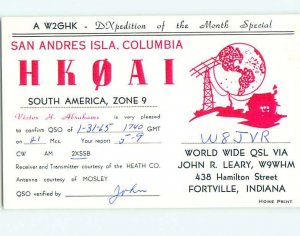 A W2GHK - DXpedition of the Month Special
SAN ANDRES ISLA, COLUMBIA
HKØAI
SOUTH AMERICA, ZONE 9
Victor H. Abrahams is very pleased
to confirm QSO of 1-31-65 1740 GMT
on 21 Mcs. Your report 5-9
CW AM 2XSSB
Receiver and Transmitter courtesy of the HEATH CO.
Antenna courtesy of MOSLEY
QSO verified by John
W8JVR
WORLD WIDE QSL VIA
JOHN R. LEARY, W9WHM
438 Hamilton Street
FORTVILLE, INDIANA
HOME PRINT